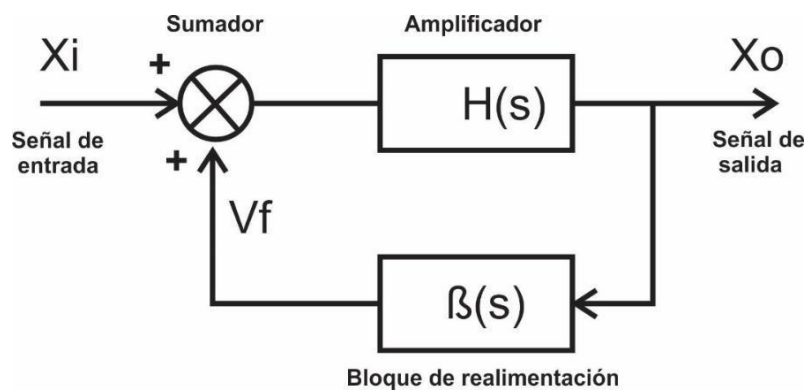 Sumador
Amplificador
Xi
+
H(s)
Xo
Señal de
entrada
+
Señal de
salida
Vf
ß(s)
Bloque de realimentación